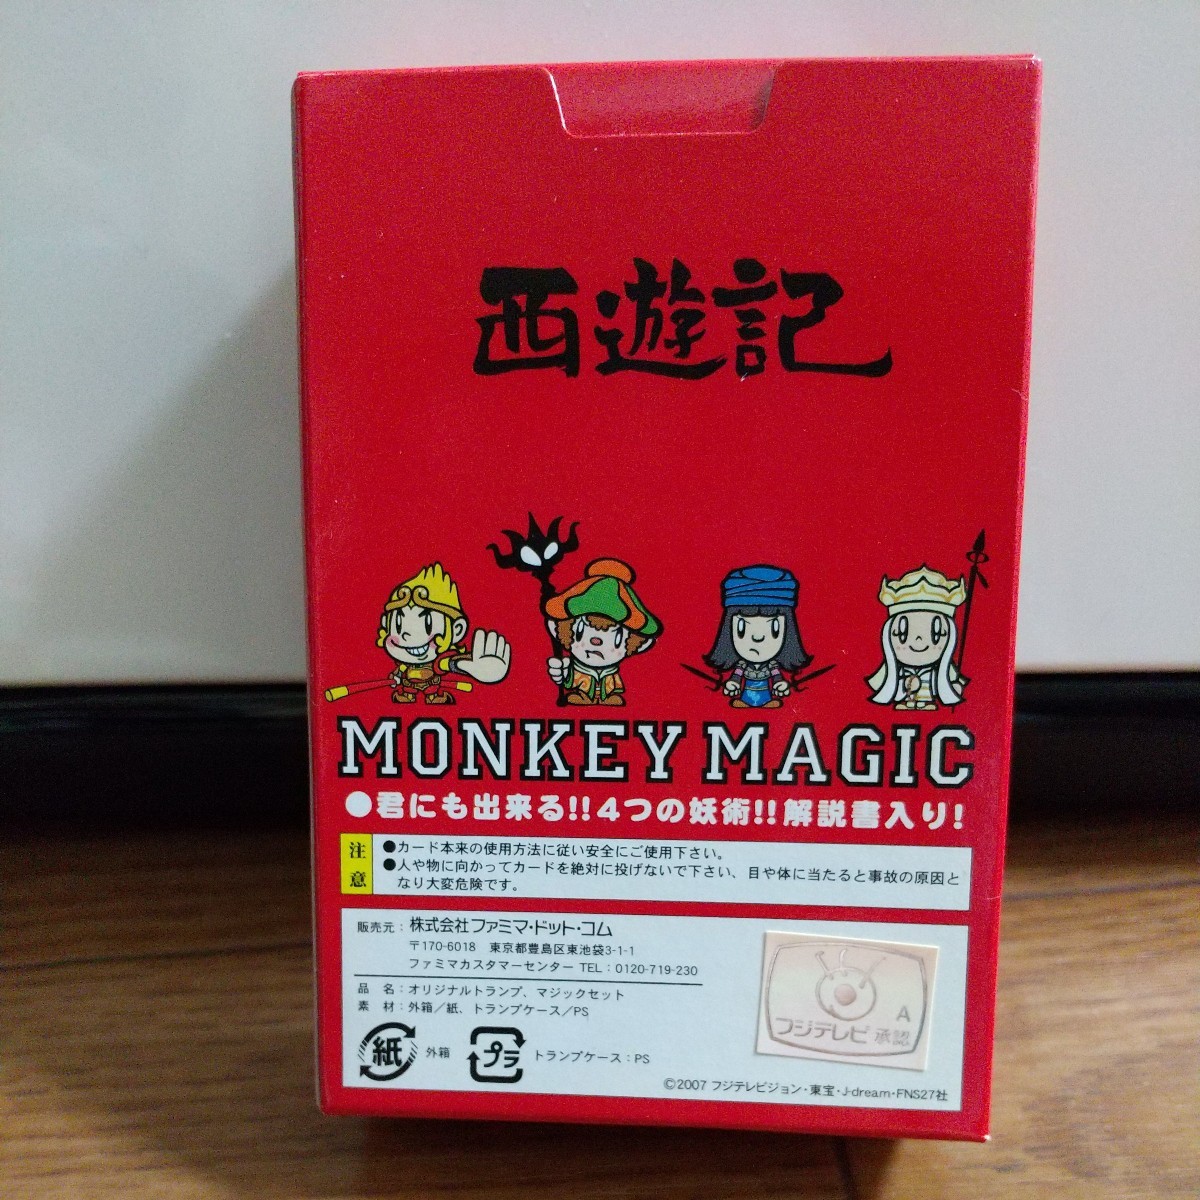 西遊記
MONKEY MAGIC
●君にも出来る!!4つの妖術!!解説書入り!
注意
●カード本来の使用方法に従い安全にご使用下さい。
●人や物に向かってカードを絶対に投げないで下さい、目や体に当たると事故の原因と
なり大変危険です。
販売元:株式会社ファミマ・ドット・コム
〒170-6018 東京都豊島区東池袋3-1-1
ファミマカスタマーセンター TEL:0120-719-230
品 名:オリジナルトランプ、マジックセット
素 材:外箱/紙、トランプケース/PS
紙 外箱 プラ トランプケース:PS
A
フジテレビ 承認
©2007 フジテレビジョン・東宝・J-dream・FNS27社